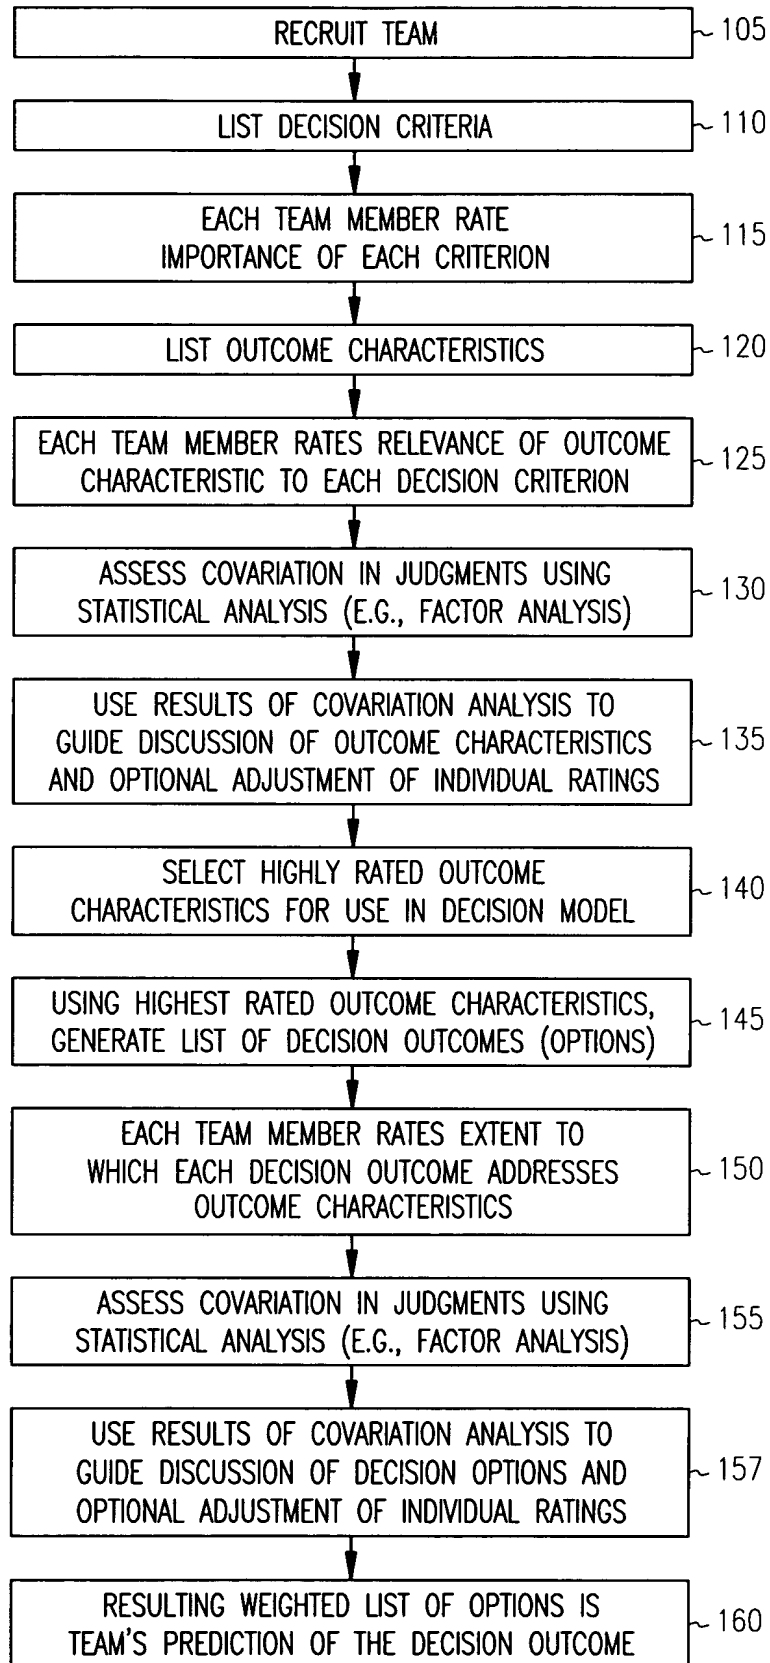 RECRUIT TEAM
105
LIST DECISION CRITERIA
110
EACH TEAM MEMBER RATE
IMPORTANCE OF EACH CRITERION
115
LIST OUTCOME CHARACTERISTICS
120
EACH TEAM MEMBER RATES RELEVANCE OF OUTCOME
CHARACTERISTIC TO EACH DECISION CRITERION
125
ASSESS COVARIATION IN JUDGMENTS USING
STATISTICAL ANALYSIS (E.G., FACTOR ANALYSIS)
130
USE RESULTS OF COVARIATION ANALYSIS TO
GUIDE DISCUSSION OF OUTCOME CHARACTERISTICS
AND OPTIONAL ADJUSTMENT OF INDIVIDUAL RATINGS
135
SELECT HIGHLY RATED OUTCOME
CHARACTERISTICS FOR USE IN DECISION MODEL
140
USING HIGHEST RATED OUTCOME CHARACTERISTICS,
GENERATE LIST OF DECISION OUTCOMES (OPTIONS)
145
EACH TEAM MEMBER RATES EXTENT TO
WHICH EACH DECISION OUTCOME ADDRESSES
OUTCOME CHARACTERISTICS
150
ASSESS COVARIATION IN JUDGMENTS USING
STATISTICAL ANALYSIS (E.G., FACTOR ANALYSIS)
155
USE RESULTS OF COVARIATION ANALYSIS TO
GUIDE DISCUSSION OF DECISION OPTIONS AND
OPTIONAL ADJUSTMENT OF INDIVIDUAL RATINGS
157
RESULTING WEIGHTED LIST OF OPTIONS IS
TEAM'S PREDICTION OF THE DECISION OUTCOME
160